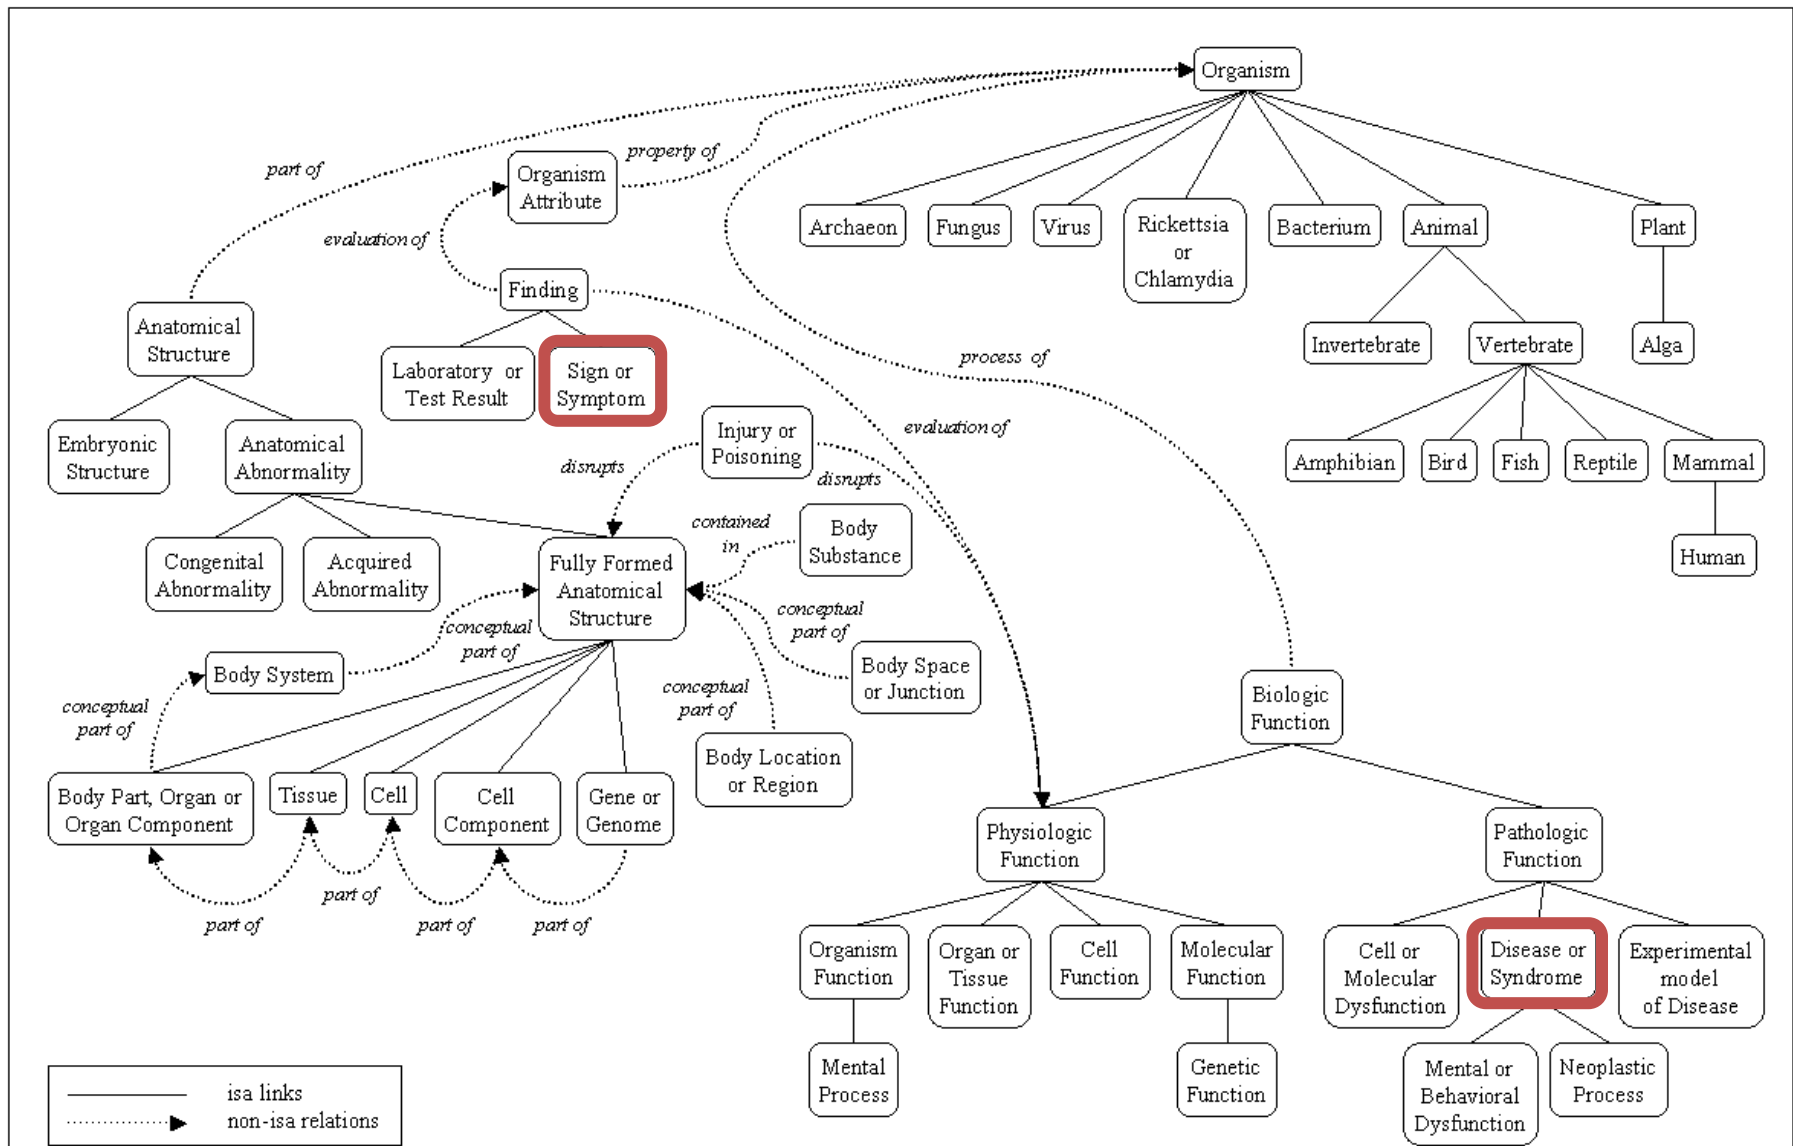 Organism
part of
property of
Organism
Attribute
evaluation of
Archaeon
Fungus
Virus
Rickettsia
or
Chlamydia
Bacterium
Animal
Plant
Finding
Anatomical
Structure
Laboratory or
Test Result
Sign or
Symptom
process of
Invertebrate
Vertebrate
Alga
Embryonic
Structure
Anatomical
Abnormality
Injury or
Poisoning
evaluation of
disrupts
disrupts
Amphibian
Bird
Fish
Reptile
Mammal
Human
Congenital
Abnormality
Acquired
Abnormality
Fully Formed
Anatomical
Structure
contained
in
Body
Substance
conceptual
part of
conceptual
part of
Body System
Body Space
or Junction
conceptual
part of
conceptual
part of
Body Location
or Region
Biologic
Function
Body Part, Organ or
Organ Component
Tissue
Cell
Cell
Component
Gene or
Genome
part of
part of
part of
part of
Physiologic
Function
Pathologic
Function
Organism
Function
Organ or
Tissue
Function
Cell
Function
Molecular
Function
Cell or
Molecular
Dysfunction
Disease or
Syndrome
Experimental
model
of Disease
Mental
Process
Genetic
Function
Mental or
Behavioral
Dysfunction
Neoplastic
Process
isa links
non-isa relations